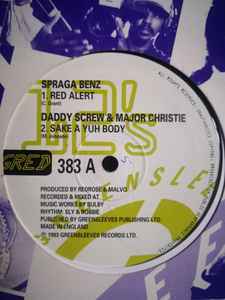 SPRAGA BENZ
1. RED ALERT
(C. Grant)
DADDY SCREW & MAJOR CHRISTIE
2. SAKE A YUH BODY
12's
GRED
383 A
PRODUCED BY REDROSE & MALVO
RECORDED & MIXED AT
MUSIC WORKS BY BULBY
RHYTHM: SLY & ROBBIE
PUBLISHED BY GREENSLEEVES PUBLISHING LTD.
MADE IN ENGLAND
℗ 1993 GREENSLEEVES RECORDS LTD.